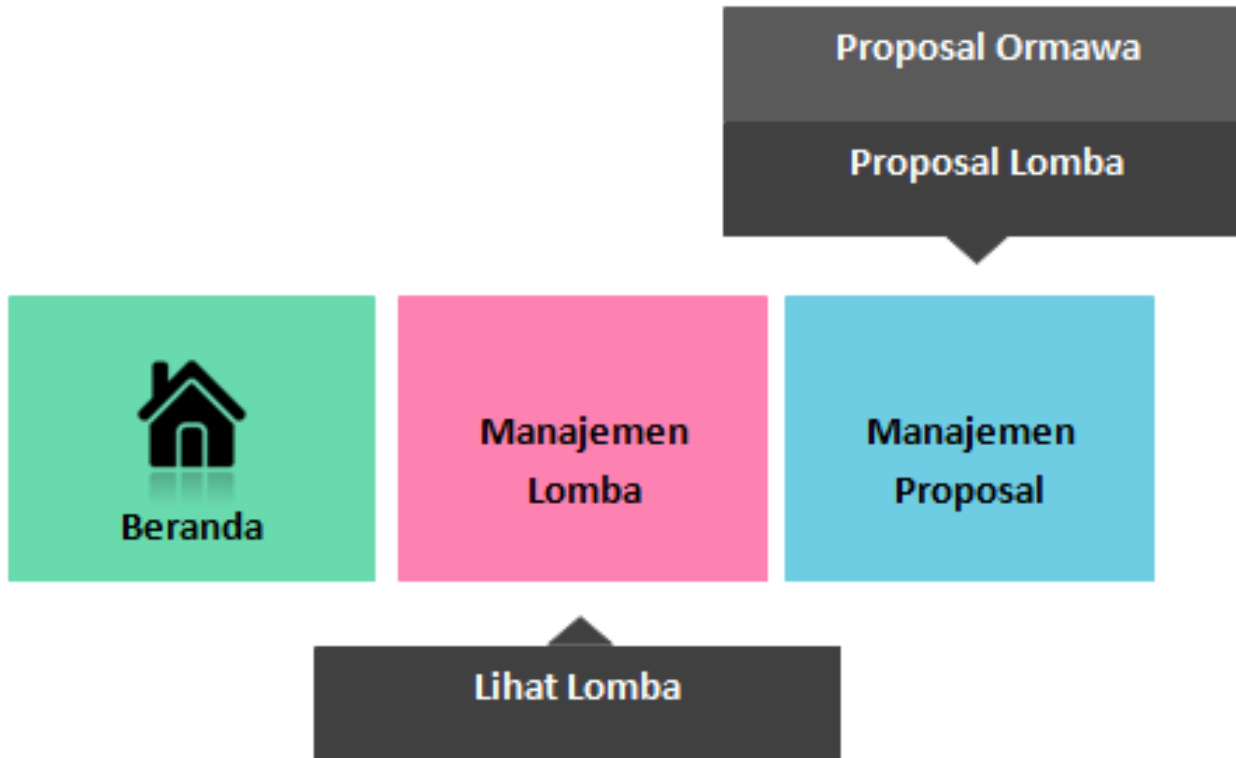 Proposal Ormawa
Proposal Lomba
Beranda
Manajemen
Lomba
Manajemen
Proposal
Lihat Lomba